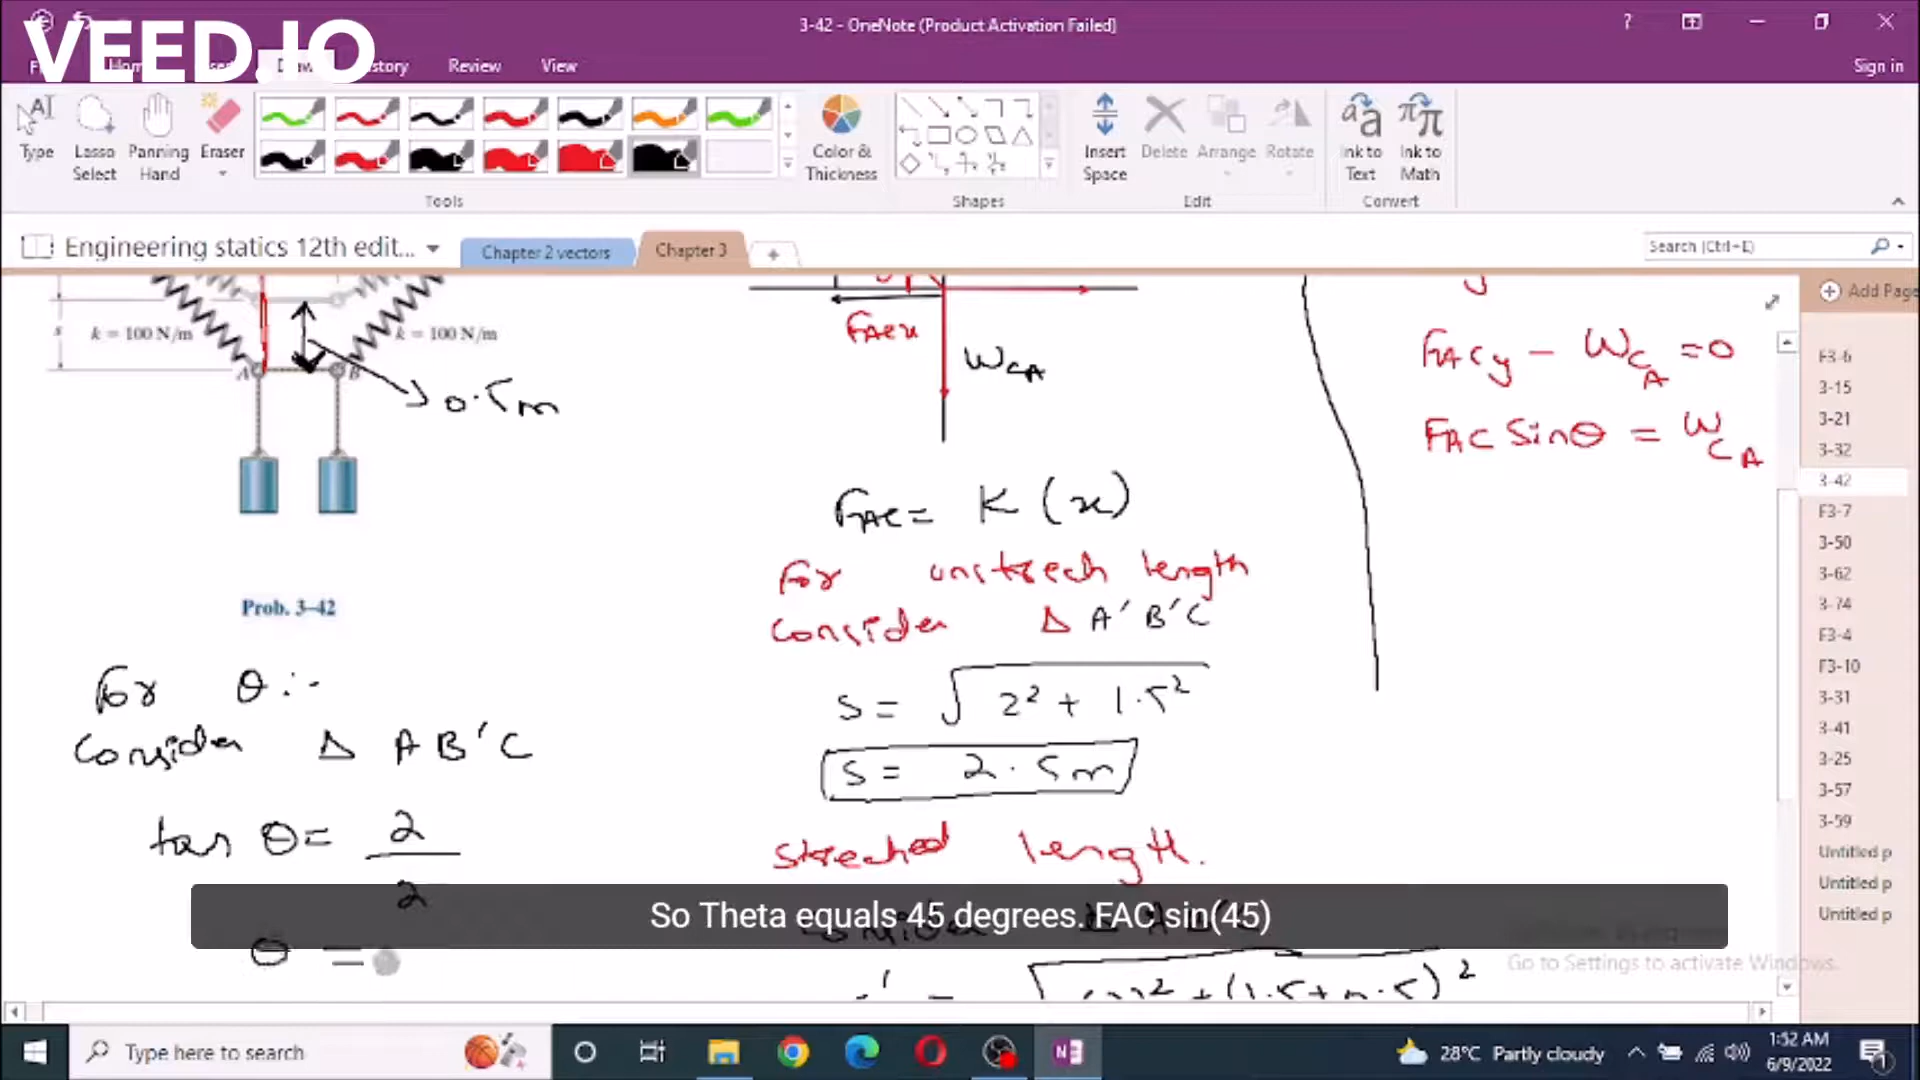 VEED.IO
3-42 - OneNote (Product Activation Failed)
?
Review
View
Sign in
Type
Lasso Select
Panning Hand
Eraser
Color & Thickness
Insert Space
Delete
Arrange
Rotate
Ink to Text
Ink to Math
Tools
Shapes
Edit
Convert
Engineering statics 12th edit...
Chapter 2 vectors
Chapter 3
Search (Ctrl+E)
Add Page
k = 100 N/m
k = 100 N/m
A
B
0.5m
Prob. 3-42
For θ :-
Consider Δ AB'C
tan θ = 2
2
θ =
FACx
WCA
FAC = K (x)
For unstrech length
Consider Δ A'B'C
S = √2² + 1.5²
S = 2.5m
Streched length.
So Theta equals 45 degrees. FAC sin(45)
y
FACy - WCA = 0
FAC Sinθ = WCA
F3-6
3-15
3-21
3-32
3-42
F3-7
3-50
3-62
3-74
F3-4
F3-10
3-31
3-41
3-25
3-57
3-59
Untitled p
Untitled p
Untitled p
Go to Settings to activate Windows.
Type here to search
28°C Partly cloudy
1:52 AM
6/9/2022